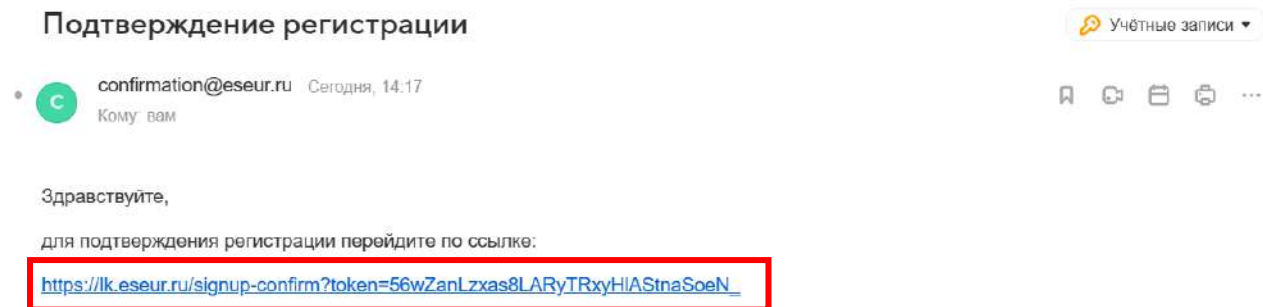 Подтверждение регистрации
Учётные записи
confirmation@eseur.ru Сегодня, 14:17
C
Кому: вам
Здравствуйте,
для подтверждения регистрации перейдите по ссылке:
https://lk.eseur.ru/signup-confirm?token=56wZanLzxas8LARyTRxyHlAStnaSoeN_